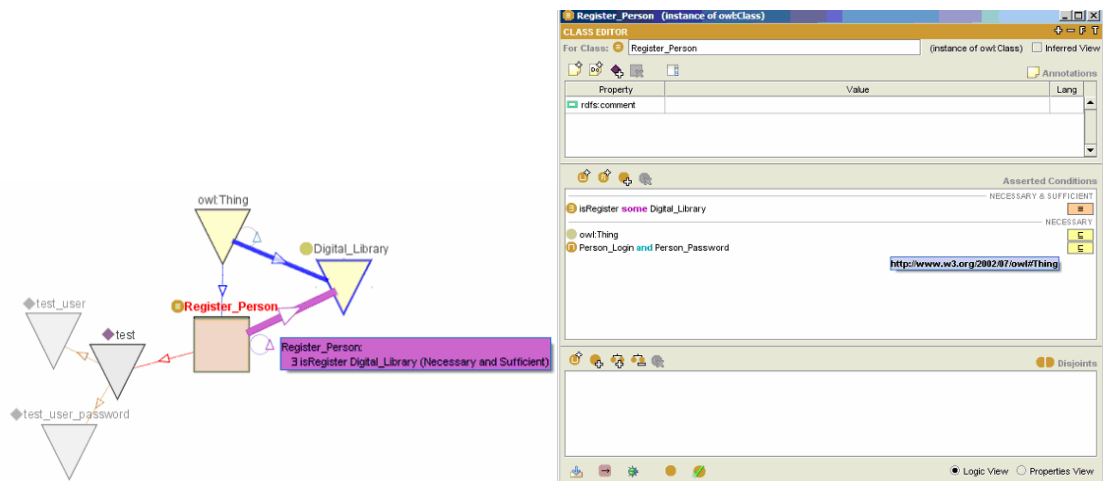 owl:Thing
Digital_Library
Register_Person
test_user
test
Register_Person:
∃ isRegister Digital_Library (Necessary and Sufficient)
test_user_password
Register_Person (instance of owl:Class)
CLASS EDITOR
+ − F T
For Class: Register_Person (instance of owl:Class) Inferred View
Annotations
Property Value Lang
rdfs:comment
Asserted Conditions
NECESSARY & SUFFICIENT
isRegister some Digital_Library ≡
NECESSARY
owl:Thing ⊑
Person_Login and Person_Password ⊑
http://www.w3.org/2002/07/owl#Thing
Disjoints
Logic View Properties View